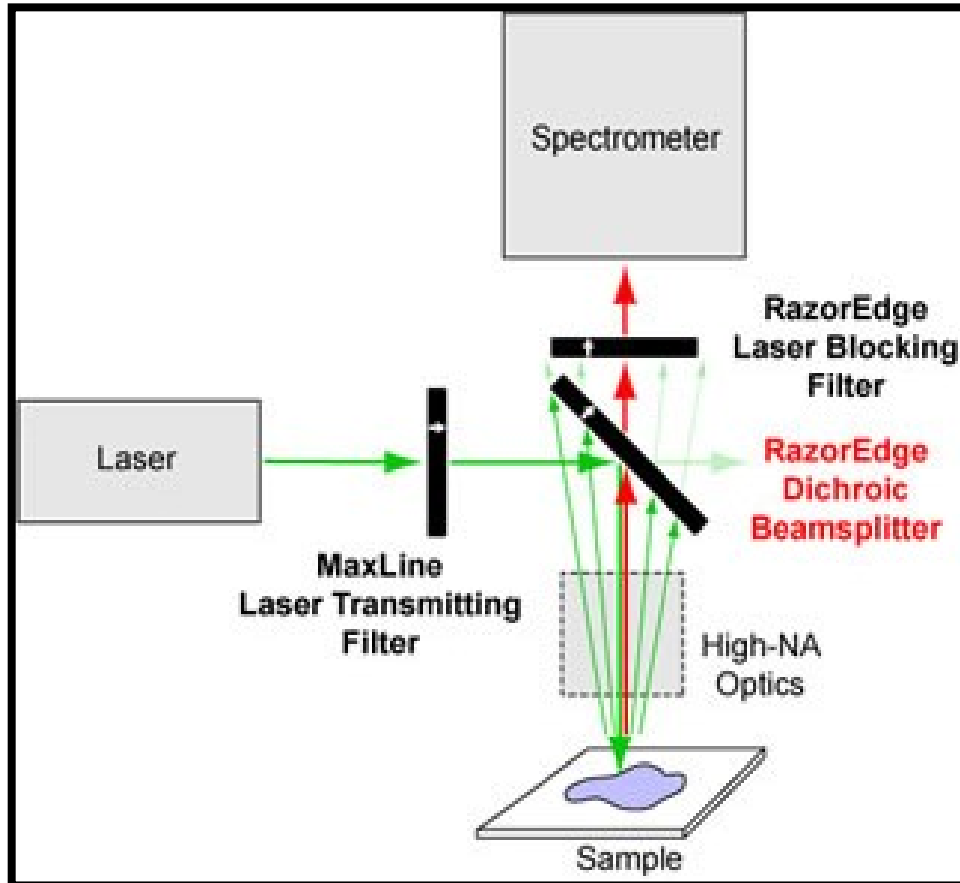 Spectrometer
RazorEdge
Laser Blocking
Filter
Laser
RazorEdge
Dichroic
Beamsplitter
MaxLine
Laser Transmitting
Filter
High-NA
Optics
Sample